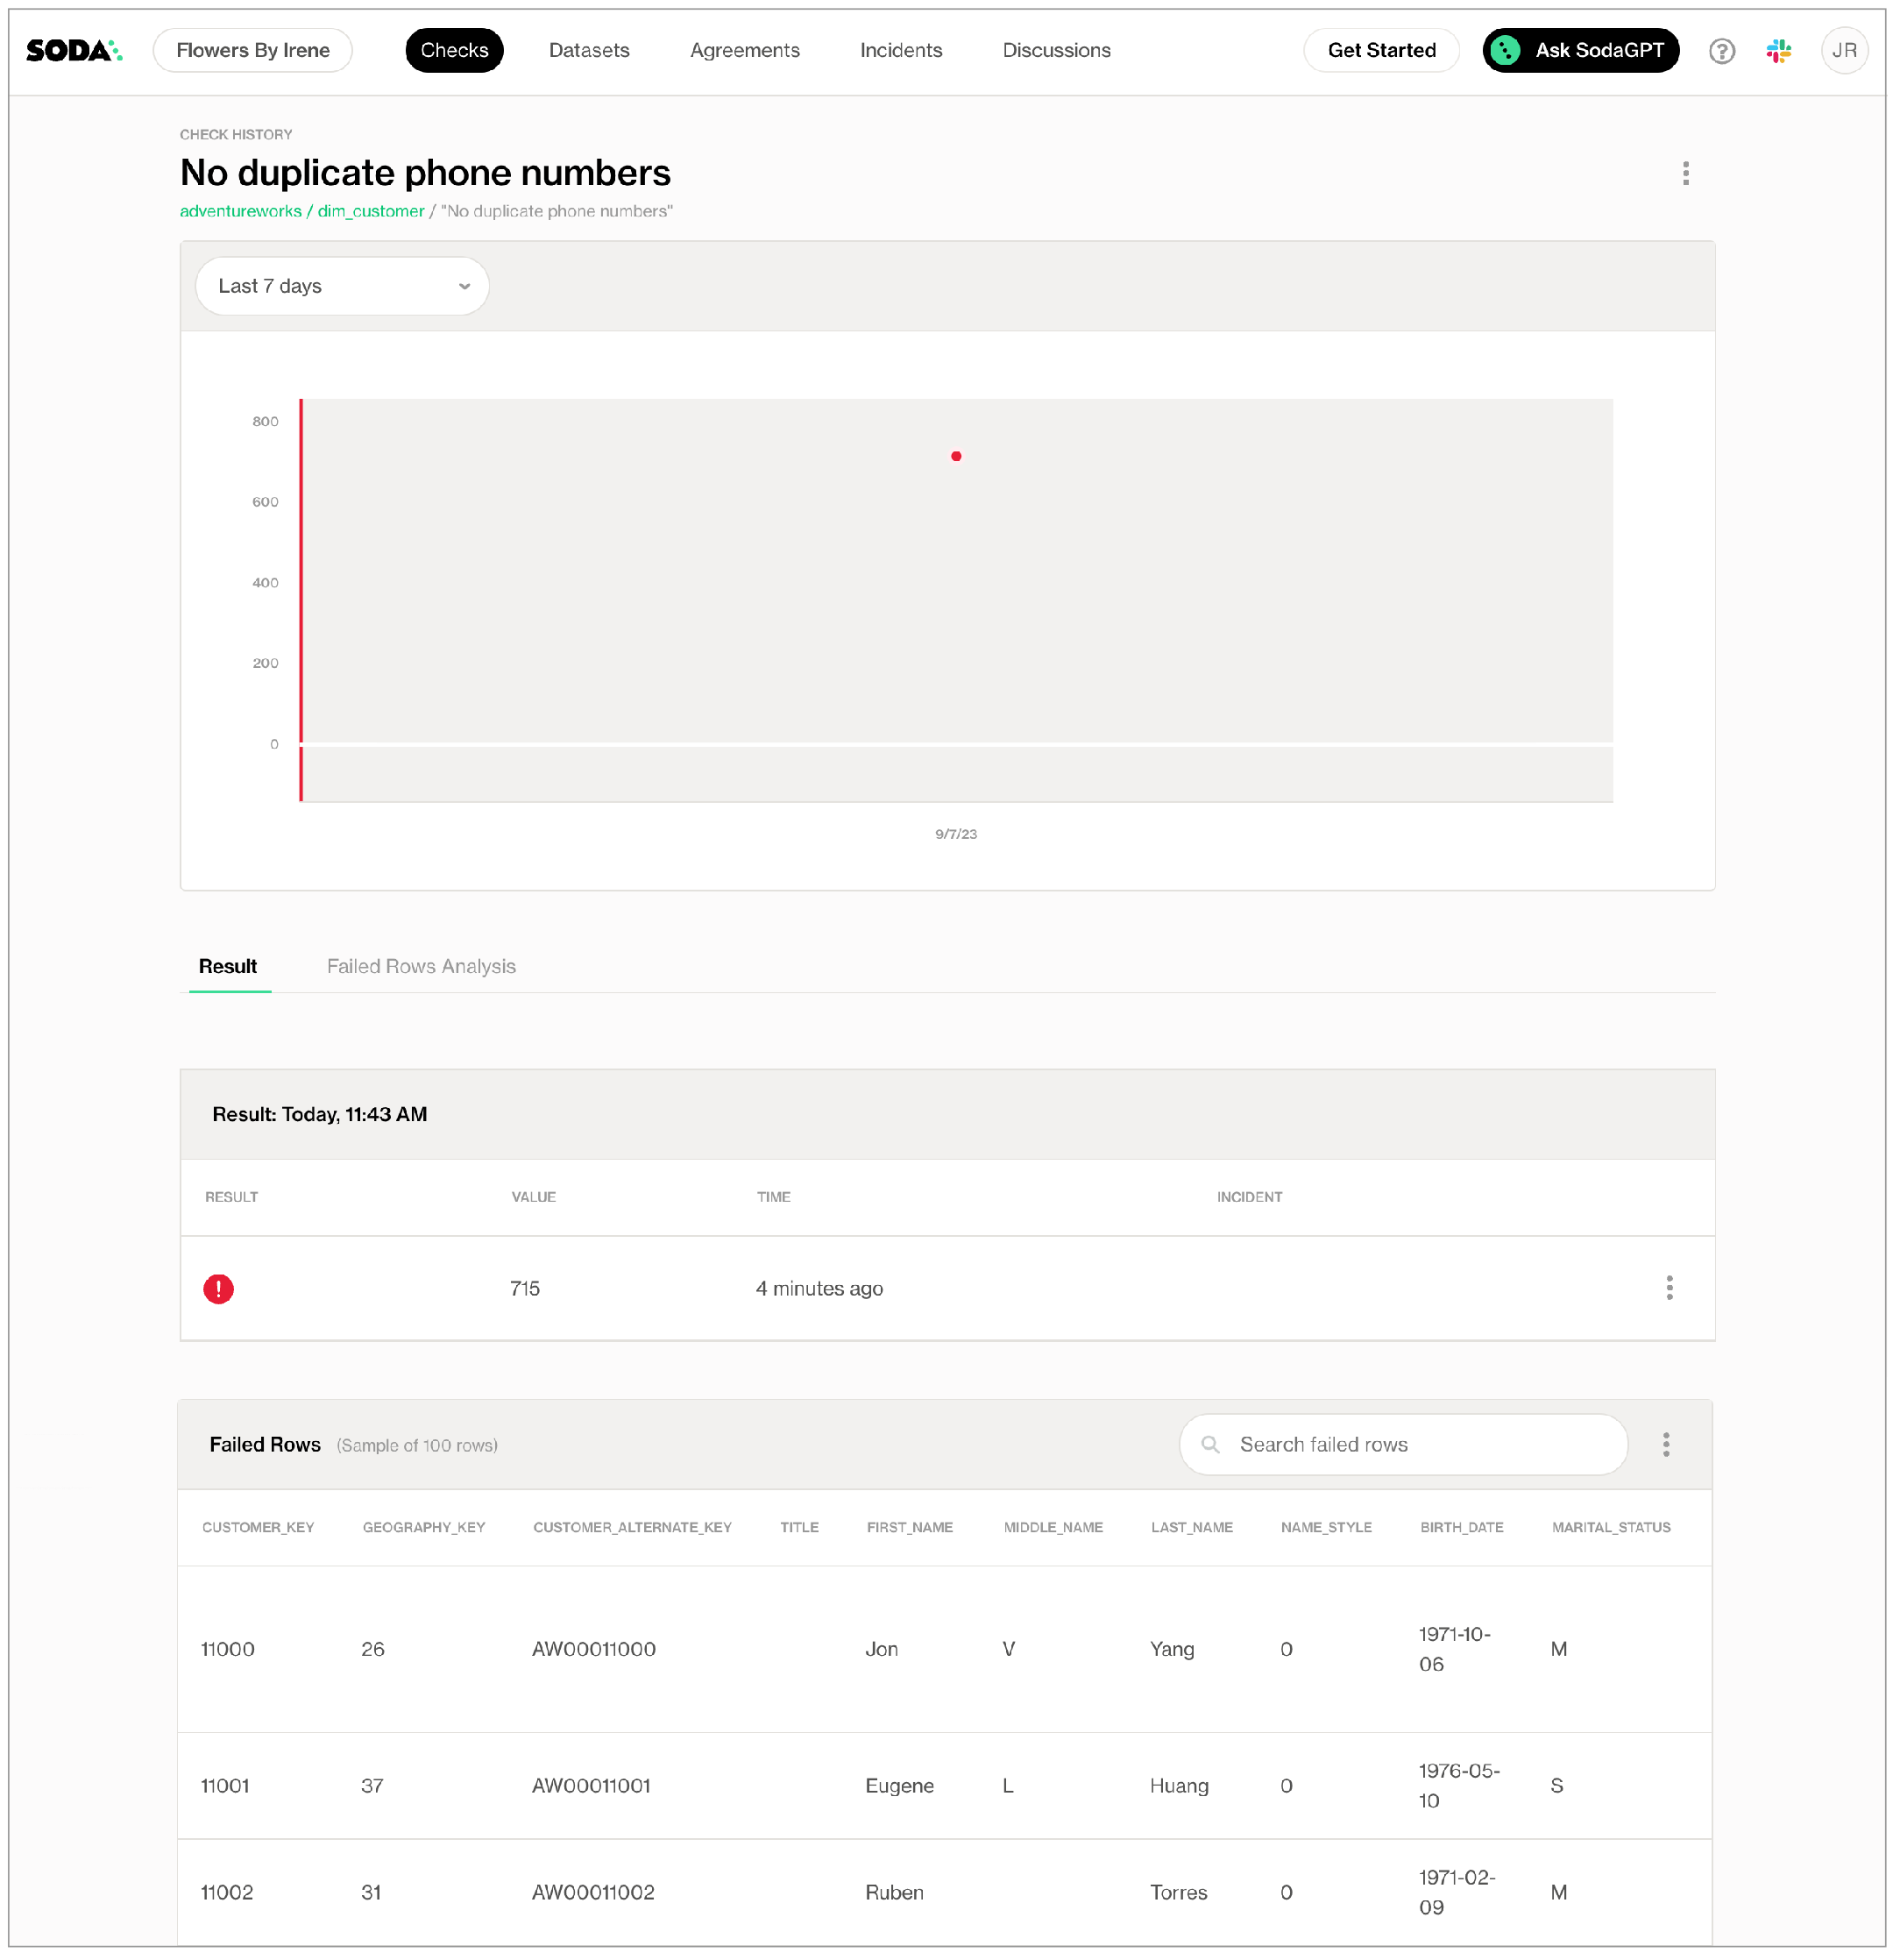 SODA Flowers By Irene Checks Datasets Agreements Incidents Discussions Get Started Ask SodaGPT ? JR
CHECK HISTORY
No duplicate phone numbers
adventureworks / dim_customer / "No duplicate phone numbers"
Last 7 days
800
600
400
200
0
9/7/23
Result Failed Rows Analysis
Result: Today, 11:43 AM
RESULT VALUE TIME INCIDENT
! 715 4 minutes ago
Failed Rows (Sample of 100 rows) Search failed rows
CUSTOMER_KEY GEOGRAPHY_KEY CUSTOMER_ALTERNATE_KEY TITLE FIRST_NAME MIDDLE_NAME LAST_NAME NAME_STYLE BIRTH_DATE MARITAL_STATUS
11000 26 AW00011000 Jon V Yang 0 1971-10-
06 M
11001 37 AW00011001 Eugene L Huang 0 1976-05-
10 S
11002 31 AW00011002 Ruben Torres 0 1971-02-
09 M